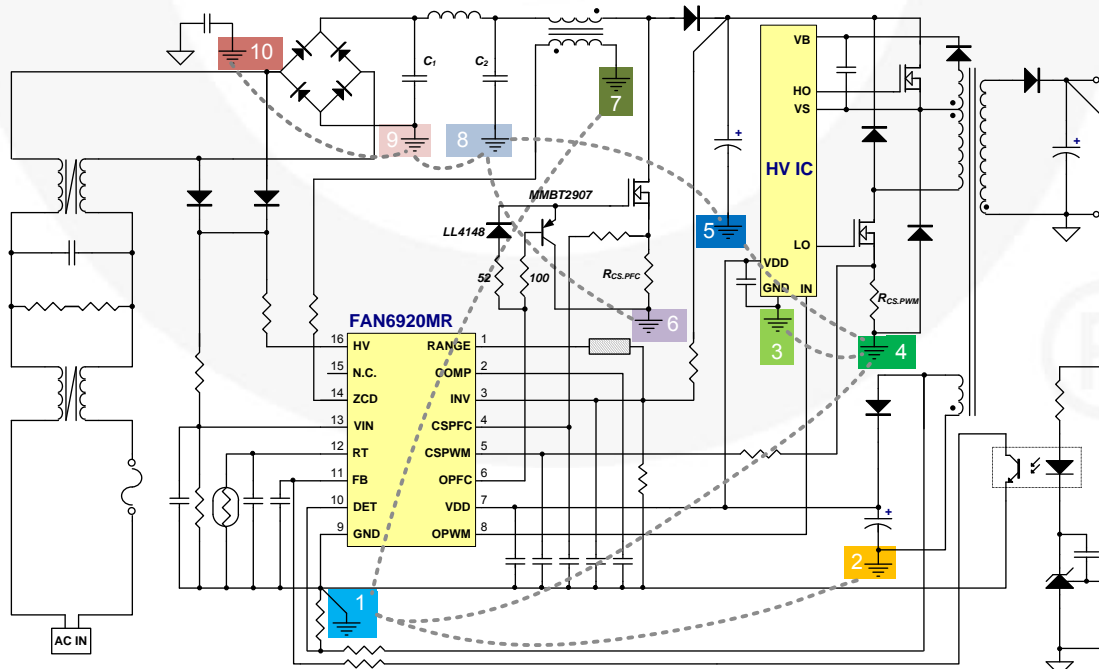 10
C1
C2
7
9
8
+
VB
HO
VS
HV IC
+
MMBT2907
LL4148
5
52
100
RCS.PFC
LO
VDD
GND
IN
RCS.PWM
6
3
4
FAN6920MR
16 HV
RANGE 1
15 N.C.
COMP 2
14 ZCD
INV 3
13 VIN
CSPFC 4
12 RT
CSPWM 5
11 FB
OPFC 6
10 DET
VDD 7
9 GND
OPWM 8
+
2
1
AC IN